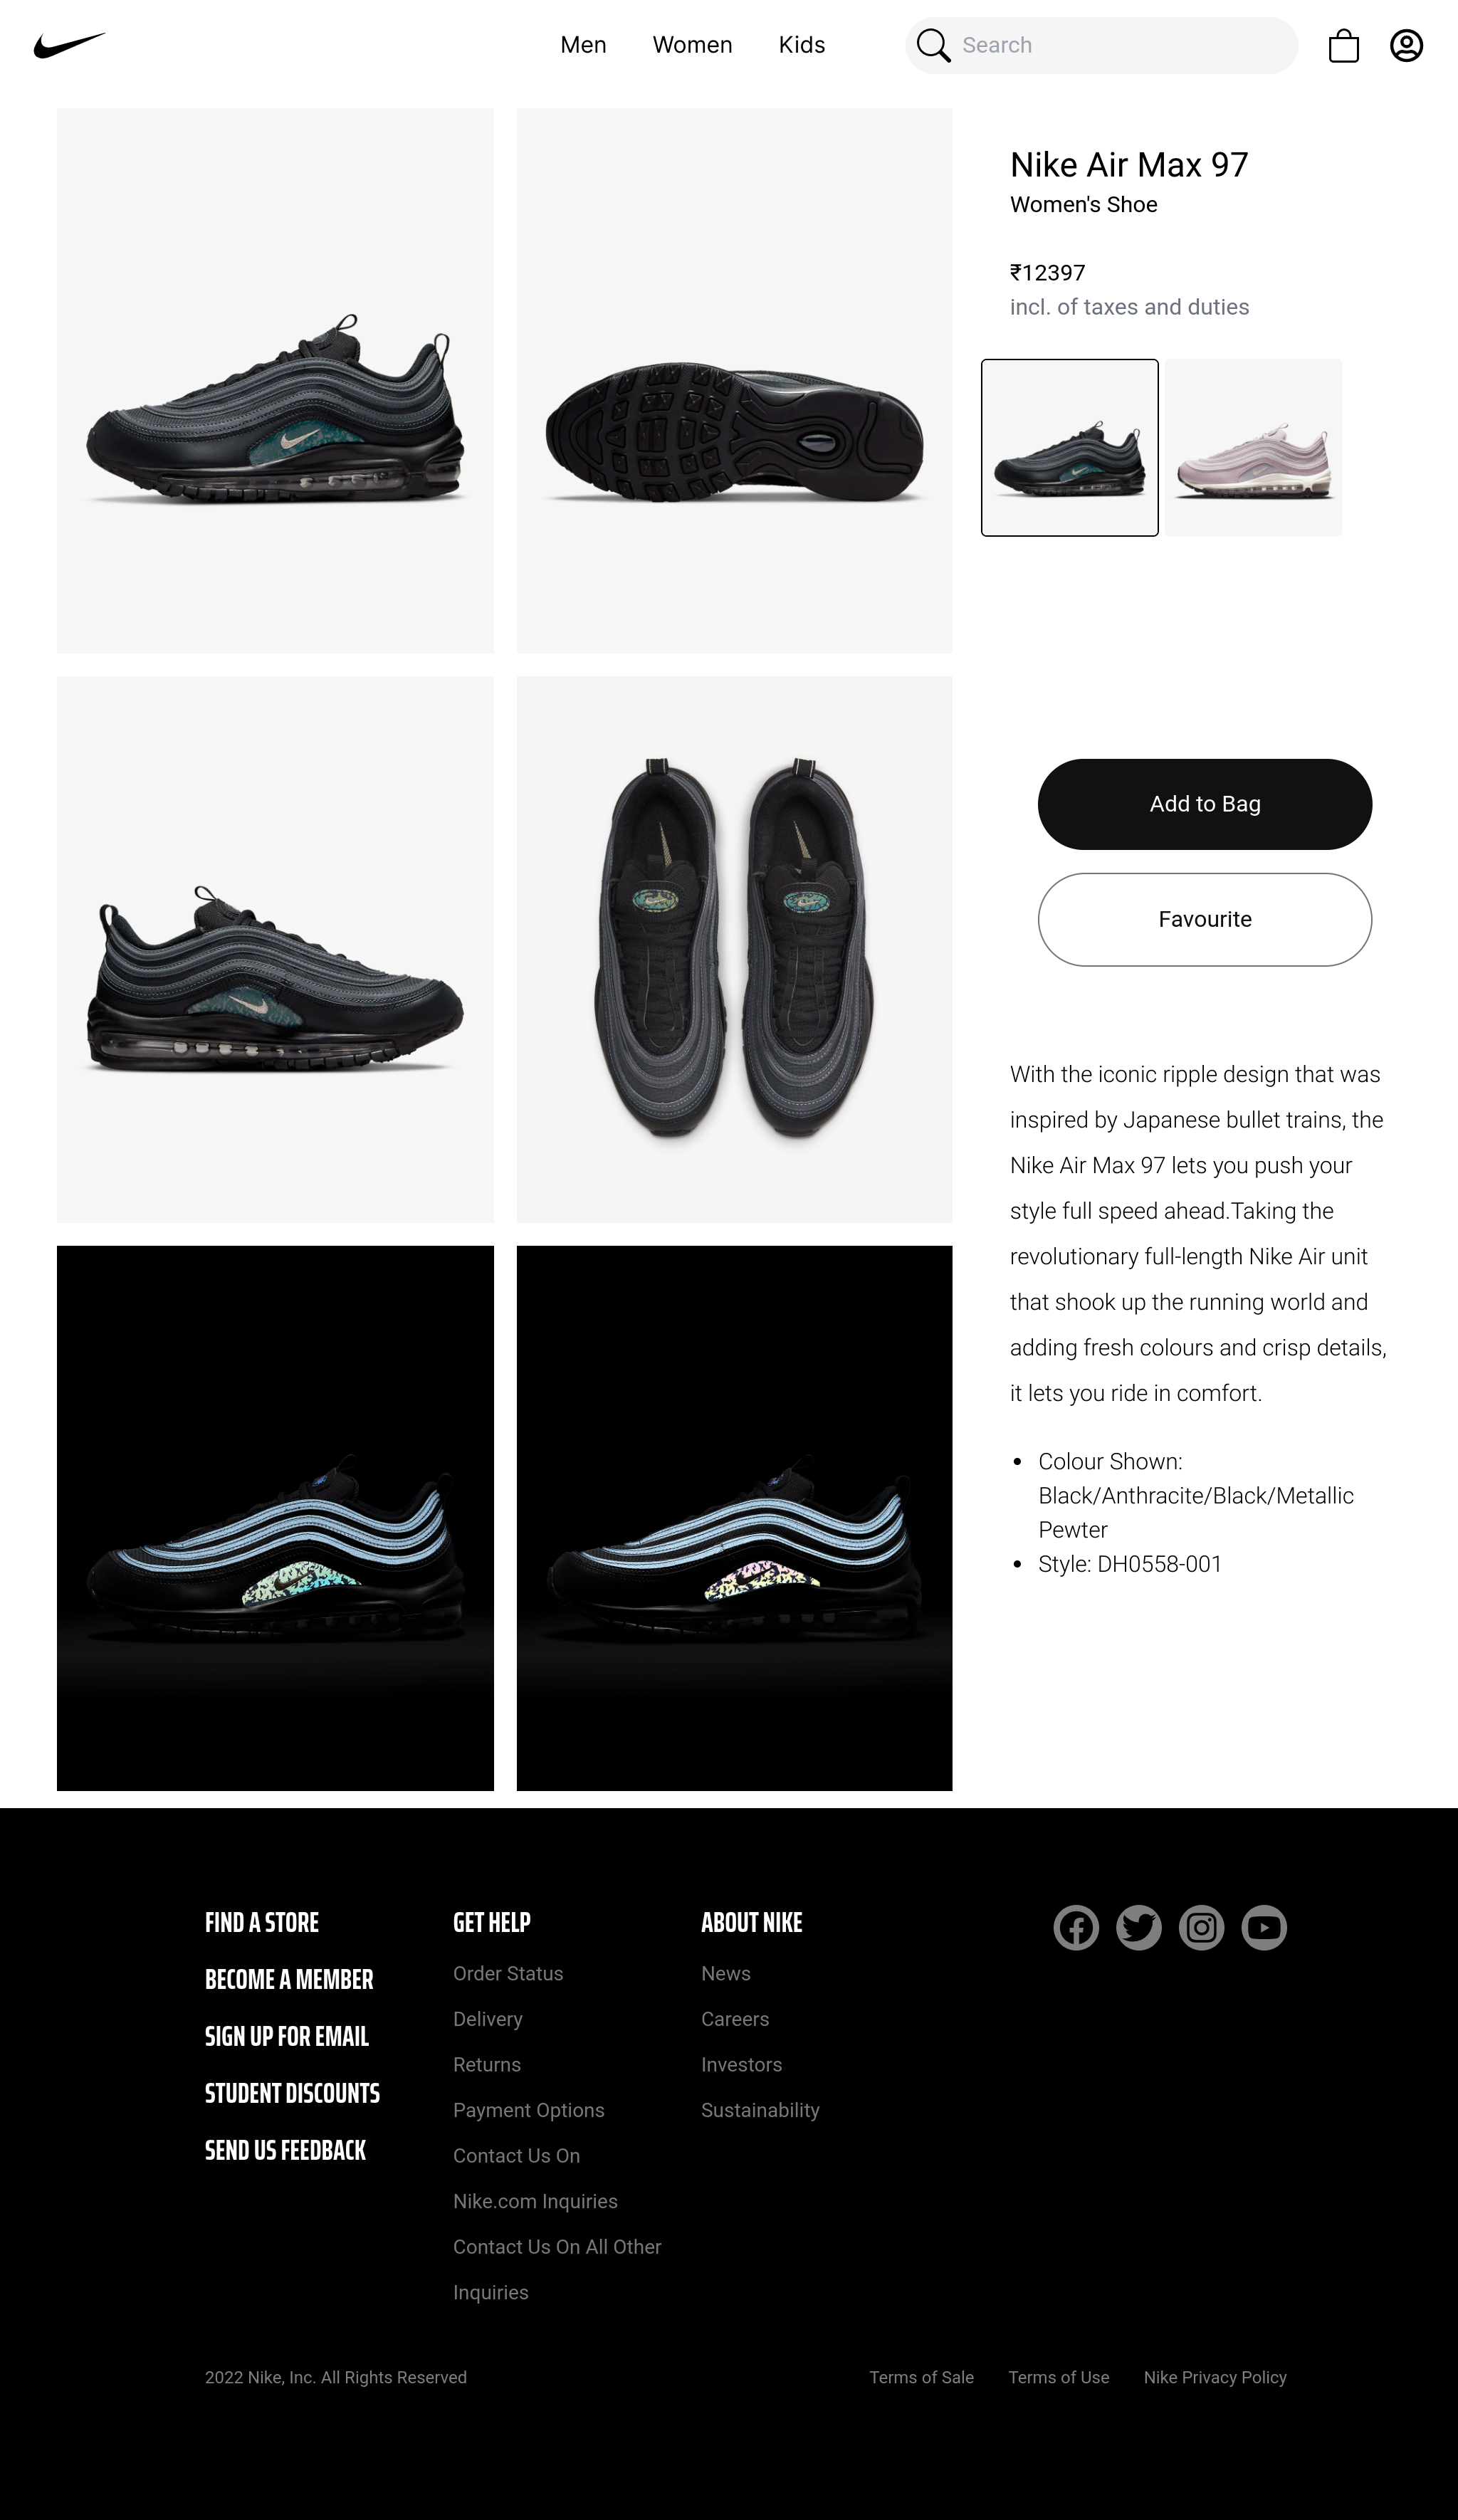 Men
Women
Kids
Search
Nike Air Max 97
Women's Shoe
₹12397
incl. of taxes and duties
Add to Bag
Favourite
With the iconic ripple design that was
inspired by Japanese bullet trains, the
Nike Air Max 97 lets you push your
style full speed ahead.Taking the
revolutionary full-length Nike Air unit
that shook up the running world and
adding fresh colours and crisp details,
it lets you ride in comfort.
Colour Shown:
Black/Anthracite/Black/Metallic
Pewter
Style: DH0558-001
FIND A STORE
BECOME A MEMBER
SIGN UP FOR EMAIL
STUDENT DISCOUNTS
SEND US FEEDBACK
GET HELP
Order Status
Delivery
Returns
Payment Options
Contact Us On
Nike.com Inquiries
Contact Us On All Other
Inquiries
ABOUT NIKE
News
Careers
Investors
Sustainability
2022 Nike, Inc. All Rights Reserved
Terms of Sale
Terms of Use
Nike Privacy Policy